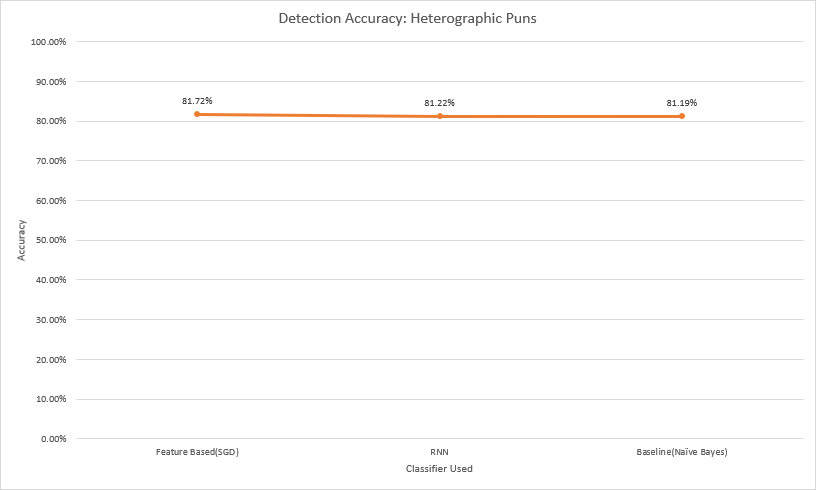 Detection Accuracy: Heterographic Puns
100.00%
90.00%
80.00%
70.00%
60.00%
50.00%
40.00%
30.00%
20.00%
10.00%
0.00%
Accuracy
81.72%
81.22%
81.19%
Feature Based(SGD)
RNN
Baseline(Naïve Bayes)
Classifier Used